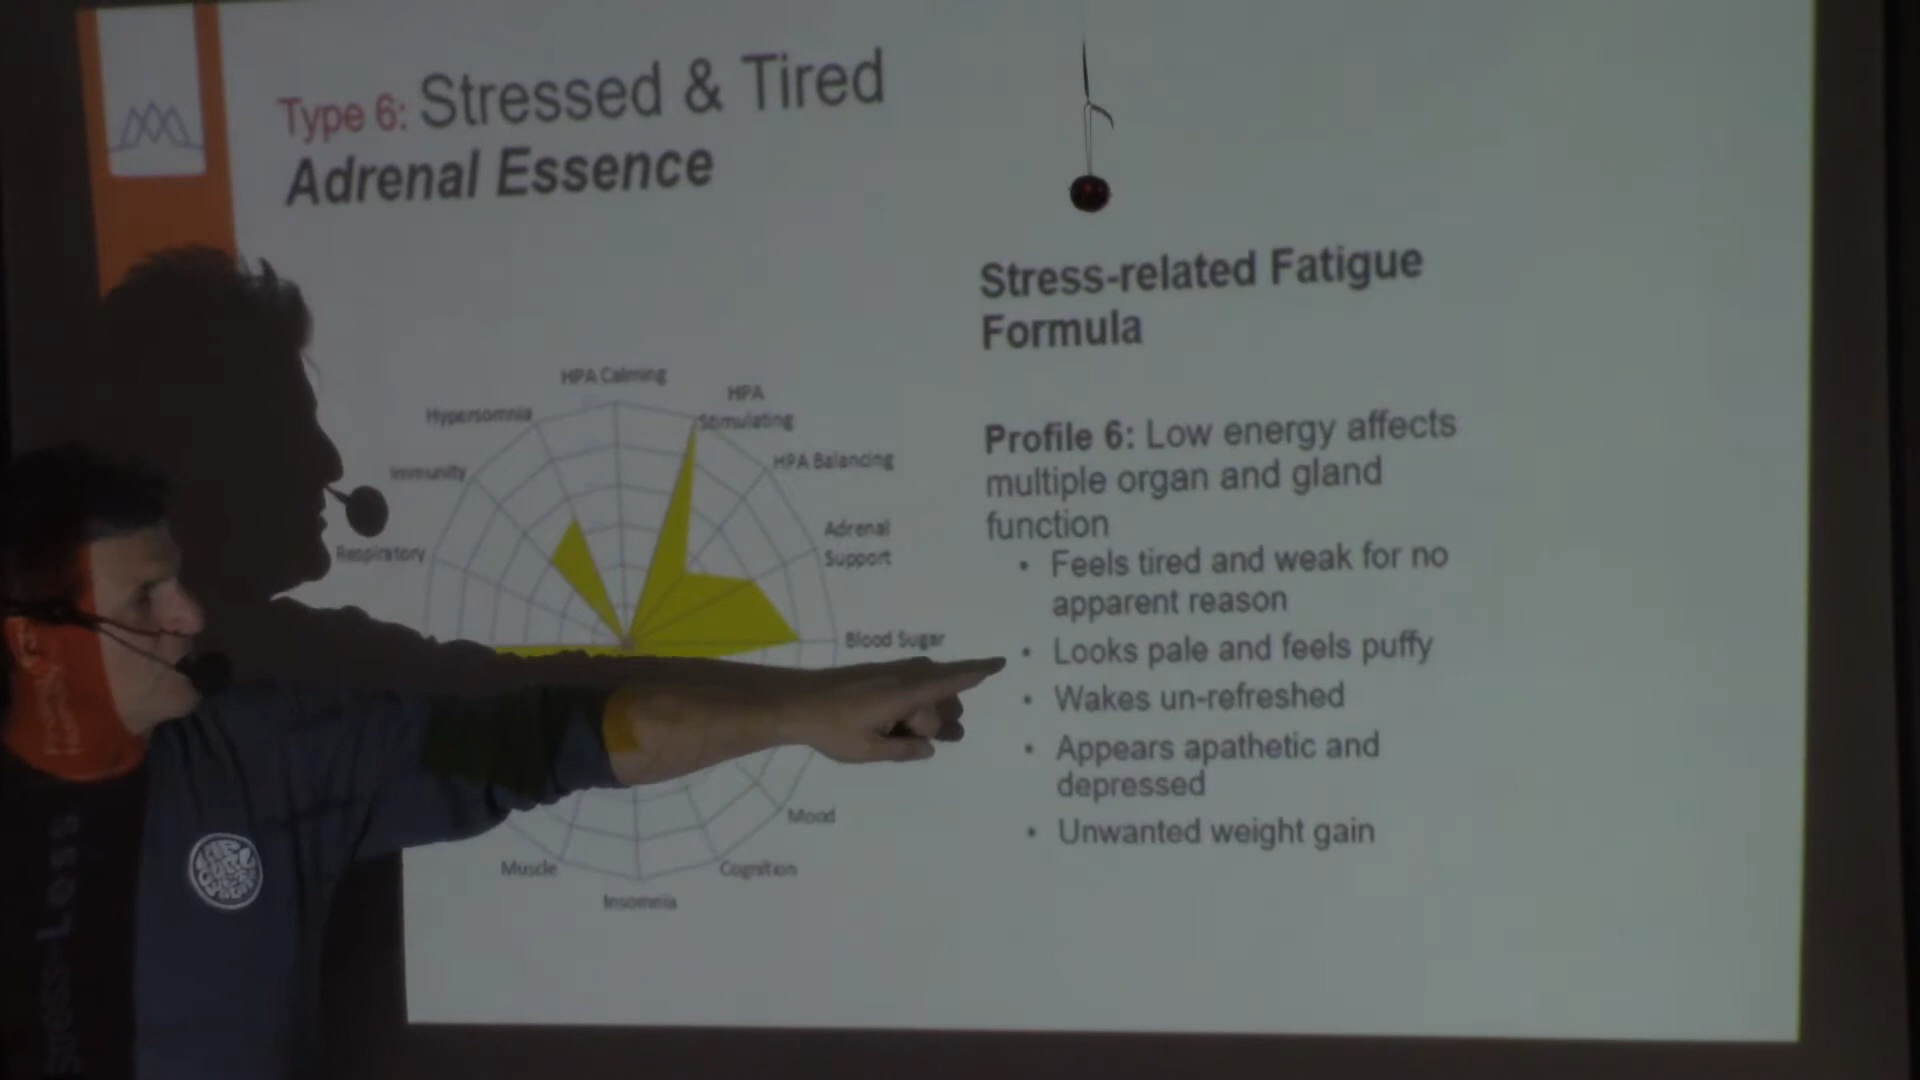 Type 6: Stressed & Tired
Adrenal Essence
Stress-related Fatigue
Formula
Profile 6: Low energy affects
multiple organ and gland
function
• Feels tired and weak for no
apparent reason
• Looks pale and feels puffy
• Wakes un-refreshed
• Appears apathetic and
depressed
• Unwanted weight gain
HPA Calming
HPA
Stimulating
HPA Balancing
Adrenal
Support
Blood Sugar
Mood
Cognition
Insomnia
Muscle
Respiratory
Immunity
Hypersomnia
Stress-Less